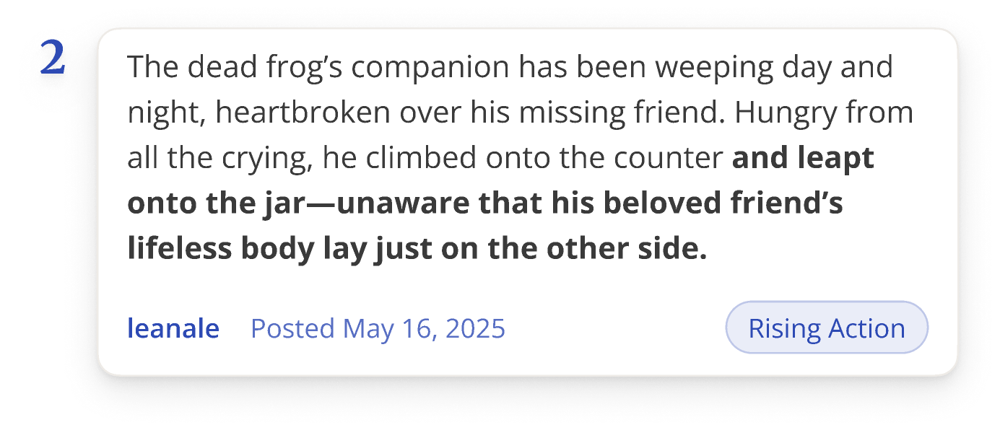 2
The dead frog’s companion has been weeping day and
night, heartbroken over his missing friend. Hungry from
all the crying, he climbed onto the counter and leapt
onto the jar—unaware that his beloved friend’s
lifeless body lay just on the other side.
leanale Posted May 16, 2025 Rising Action